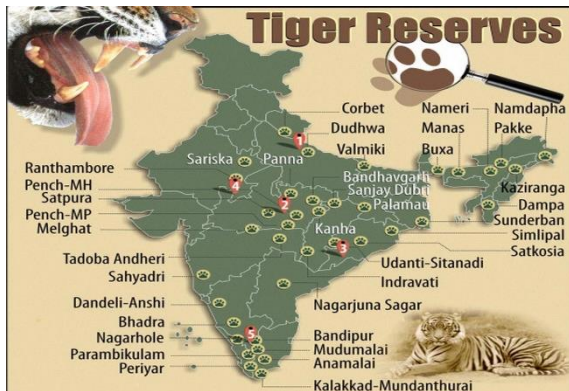 Tiger Reserves
Corbet
Dudhwa
Valmiki
Nameri
Manas
Buxa
Namdapha
Pakke
Sariska
Panna
Ranthambore
Pench-MH
Satpura
Pench-MP
Melghat
Bandhavgarh
Sanjay Dubri
Palamau
Kaziranga
Dampa
Sunderban
Simlipal
Satkosia
Kanha
Udanti-Sitanadi
Indravati
Tadoba Andheri
Sahyadri
Nagarjuna Sagar
Dandeli-Anshi
Bhadra
Nagarhole
Parambikulam
Periyar
Bandipur
Mudumalai
Anamalai
Kalakkad-Mundanthurai
1
2
3
4
5